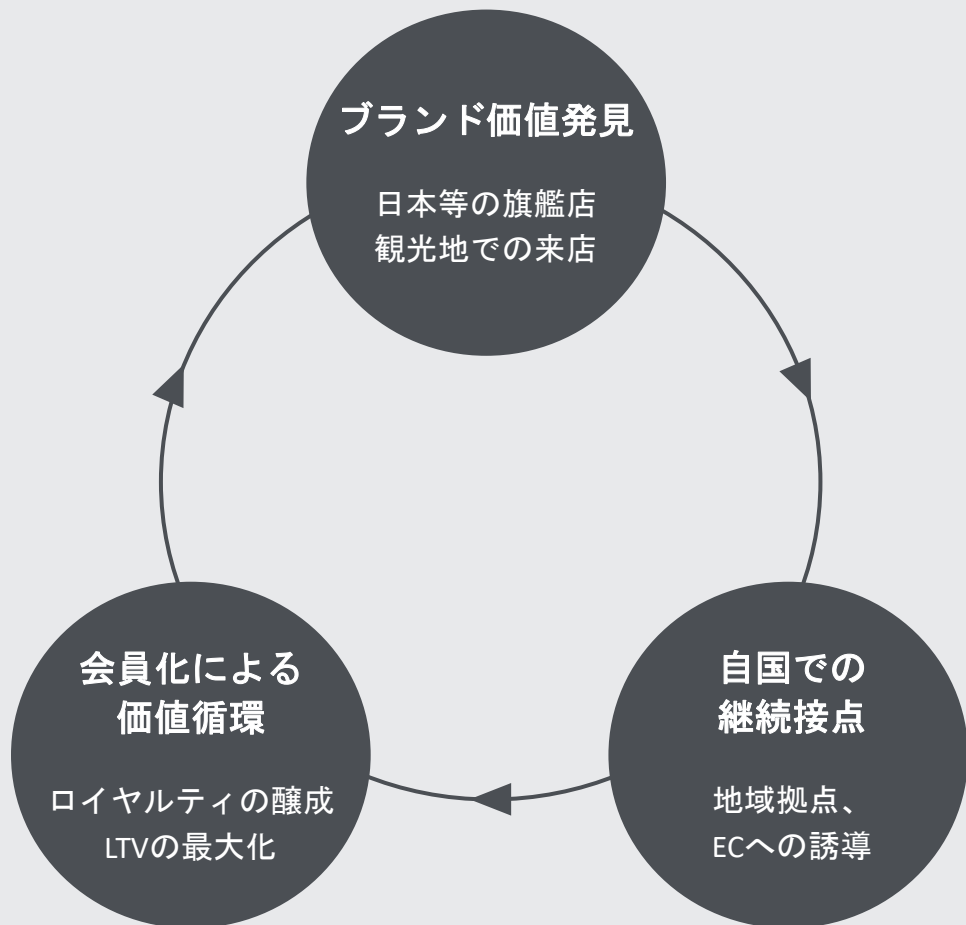 ブランド価値発見
日本等の旗艦店
観光地での来店
自国での
継続接点
地域拠点、
ECへの誘導
会員化による
価値循環
ロイヤルティの醸成
LTVの最大化